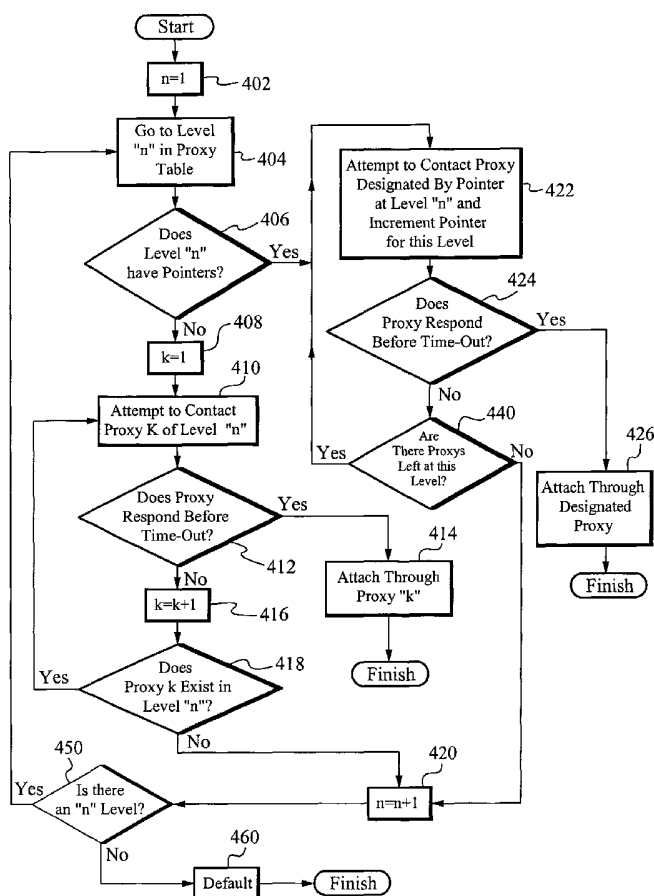 Start
n=1
402
Go to Level
"n" in Proxy
Table
404
Does
Level "n"
have Pointers?
406
Yes
No
408
k=1
410
Attempt to Contact
Proxy K of Level "n"
Does Proxy
Respond Before
Time-Out?
412
Yes
No
414
Attach Through
Proxy "k"
Finish
k=k+1
416
Does
Proxy k Exist in
Level "n"?
418
Yes
No
420
n=n+1
450
Is there
an "n" Level?
Yes
No
460
Default
Finish
Attempt to Contact Proxy
Designated By Pointer
at Level "n" and
Increment Pointer
for this Level
422
424
Does
Proxy Respond
Before Time-Out?
Yes
No
440
Are
There Proxys
Left at this
Level?
Yes
No
426
Attach Through
Designated
Proxy
Finish